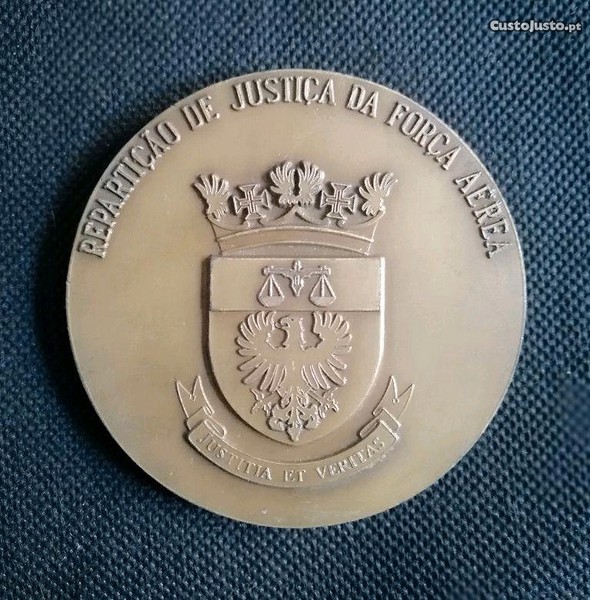 CustoJusto.pt
REPARTIÇÃO DE JUSTIÇA DA FORÇA AÉREA
JUSTITIA ET VERITAS